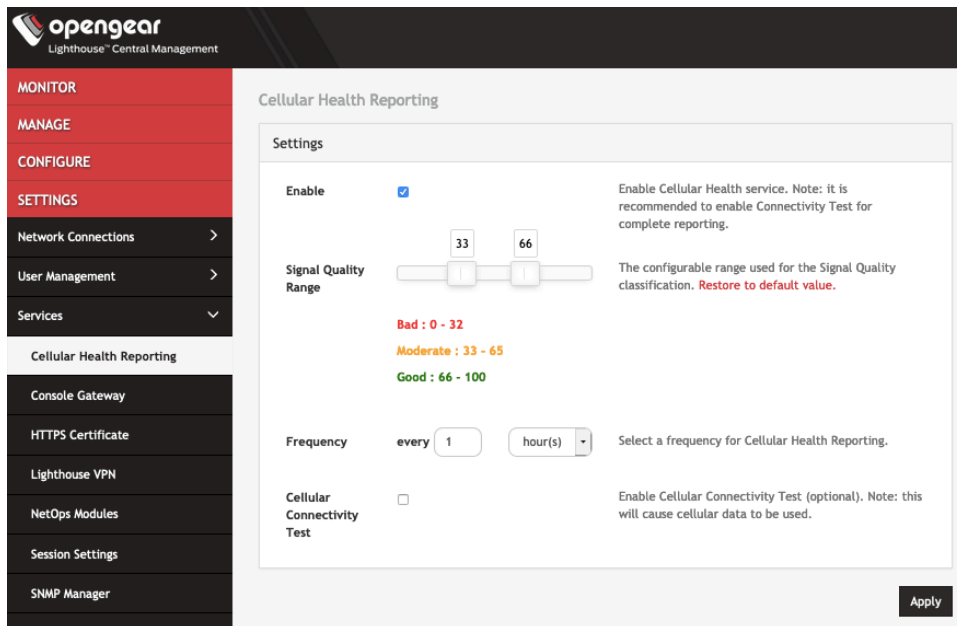 opengear
Lighthouse™ Central Management
MONITOR
MANAGE
CONFIGURE
SETTINGS
Network Connections
User Management
Services
Cellular Health Reporting
Console Gateway
HTTPS Certificate
Lighthouse VPN
NetOps Modules
Session Settings
SNMP Manager
Cellular Health Reporting
Settings
Enable
Enable Cellular Health service. Note: it is
recommended to enable Connectivity Test for
complete reporting.
33 66
Signal Quality
Range
The configurable range used for the Signal Quality
classification. Restore to default value.
Bad : 0 - 32
Moderate : 33 - 65
Good : 66 - 100
Frequency
every 1 hour(s)
Select a frequency for Cellular Health Reporting.
Cellular
Connectivity
Test
Enable Cellular Connectivity Test (optional). Note: this
will cause cellular data to be used.
Apply